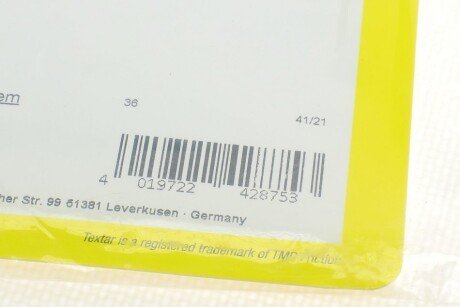 em
36
41/21
4 019722 428753
her Str. 99 51381 Leverkusen · Germany
Textar is a registered trademark of TMD Friction